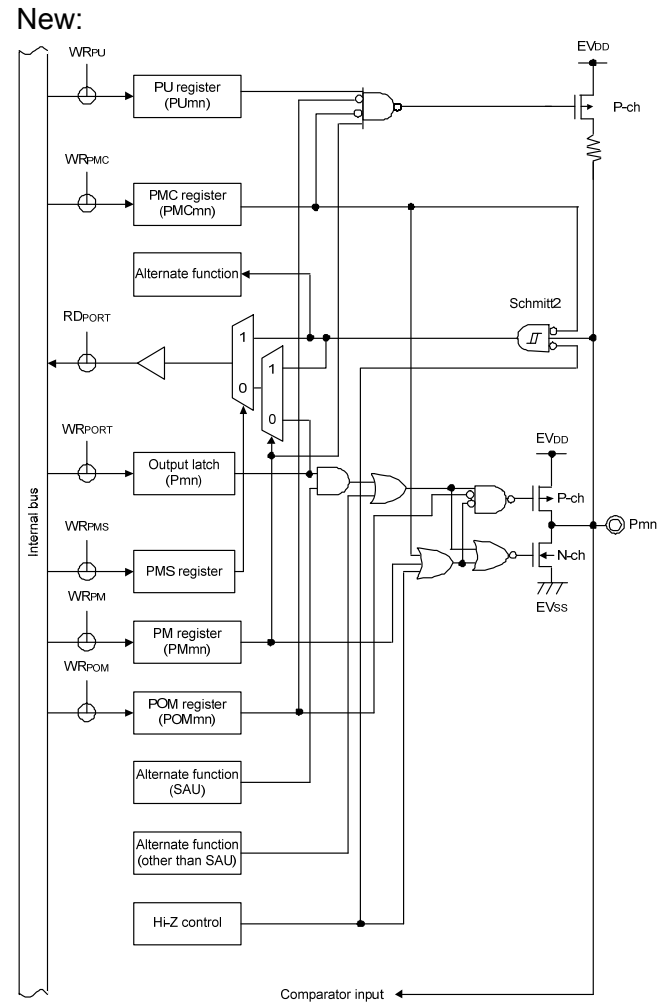 New:
WRPU
PU register
(PUmn)
EVDD
P-ch
WRPMC
PMC register
(PMCmn)
Alternate function
Schmitt2
RDPORT
1
1
0
0
WRPORT
Output latch
(Pmn)
EVDD
P-ch
Pmn
Internal bus
WRPMS
PMS register
N-ch
EVSS
WRPM
PM register
(PMmn)
WRPOM
POM register
(POMmn)
Alternate function
(SAU)
Alternate function
(other than SAU)
Hi-Z control
Comparator input